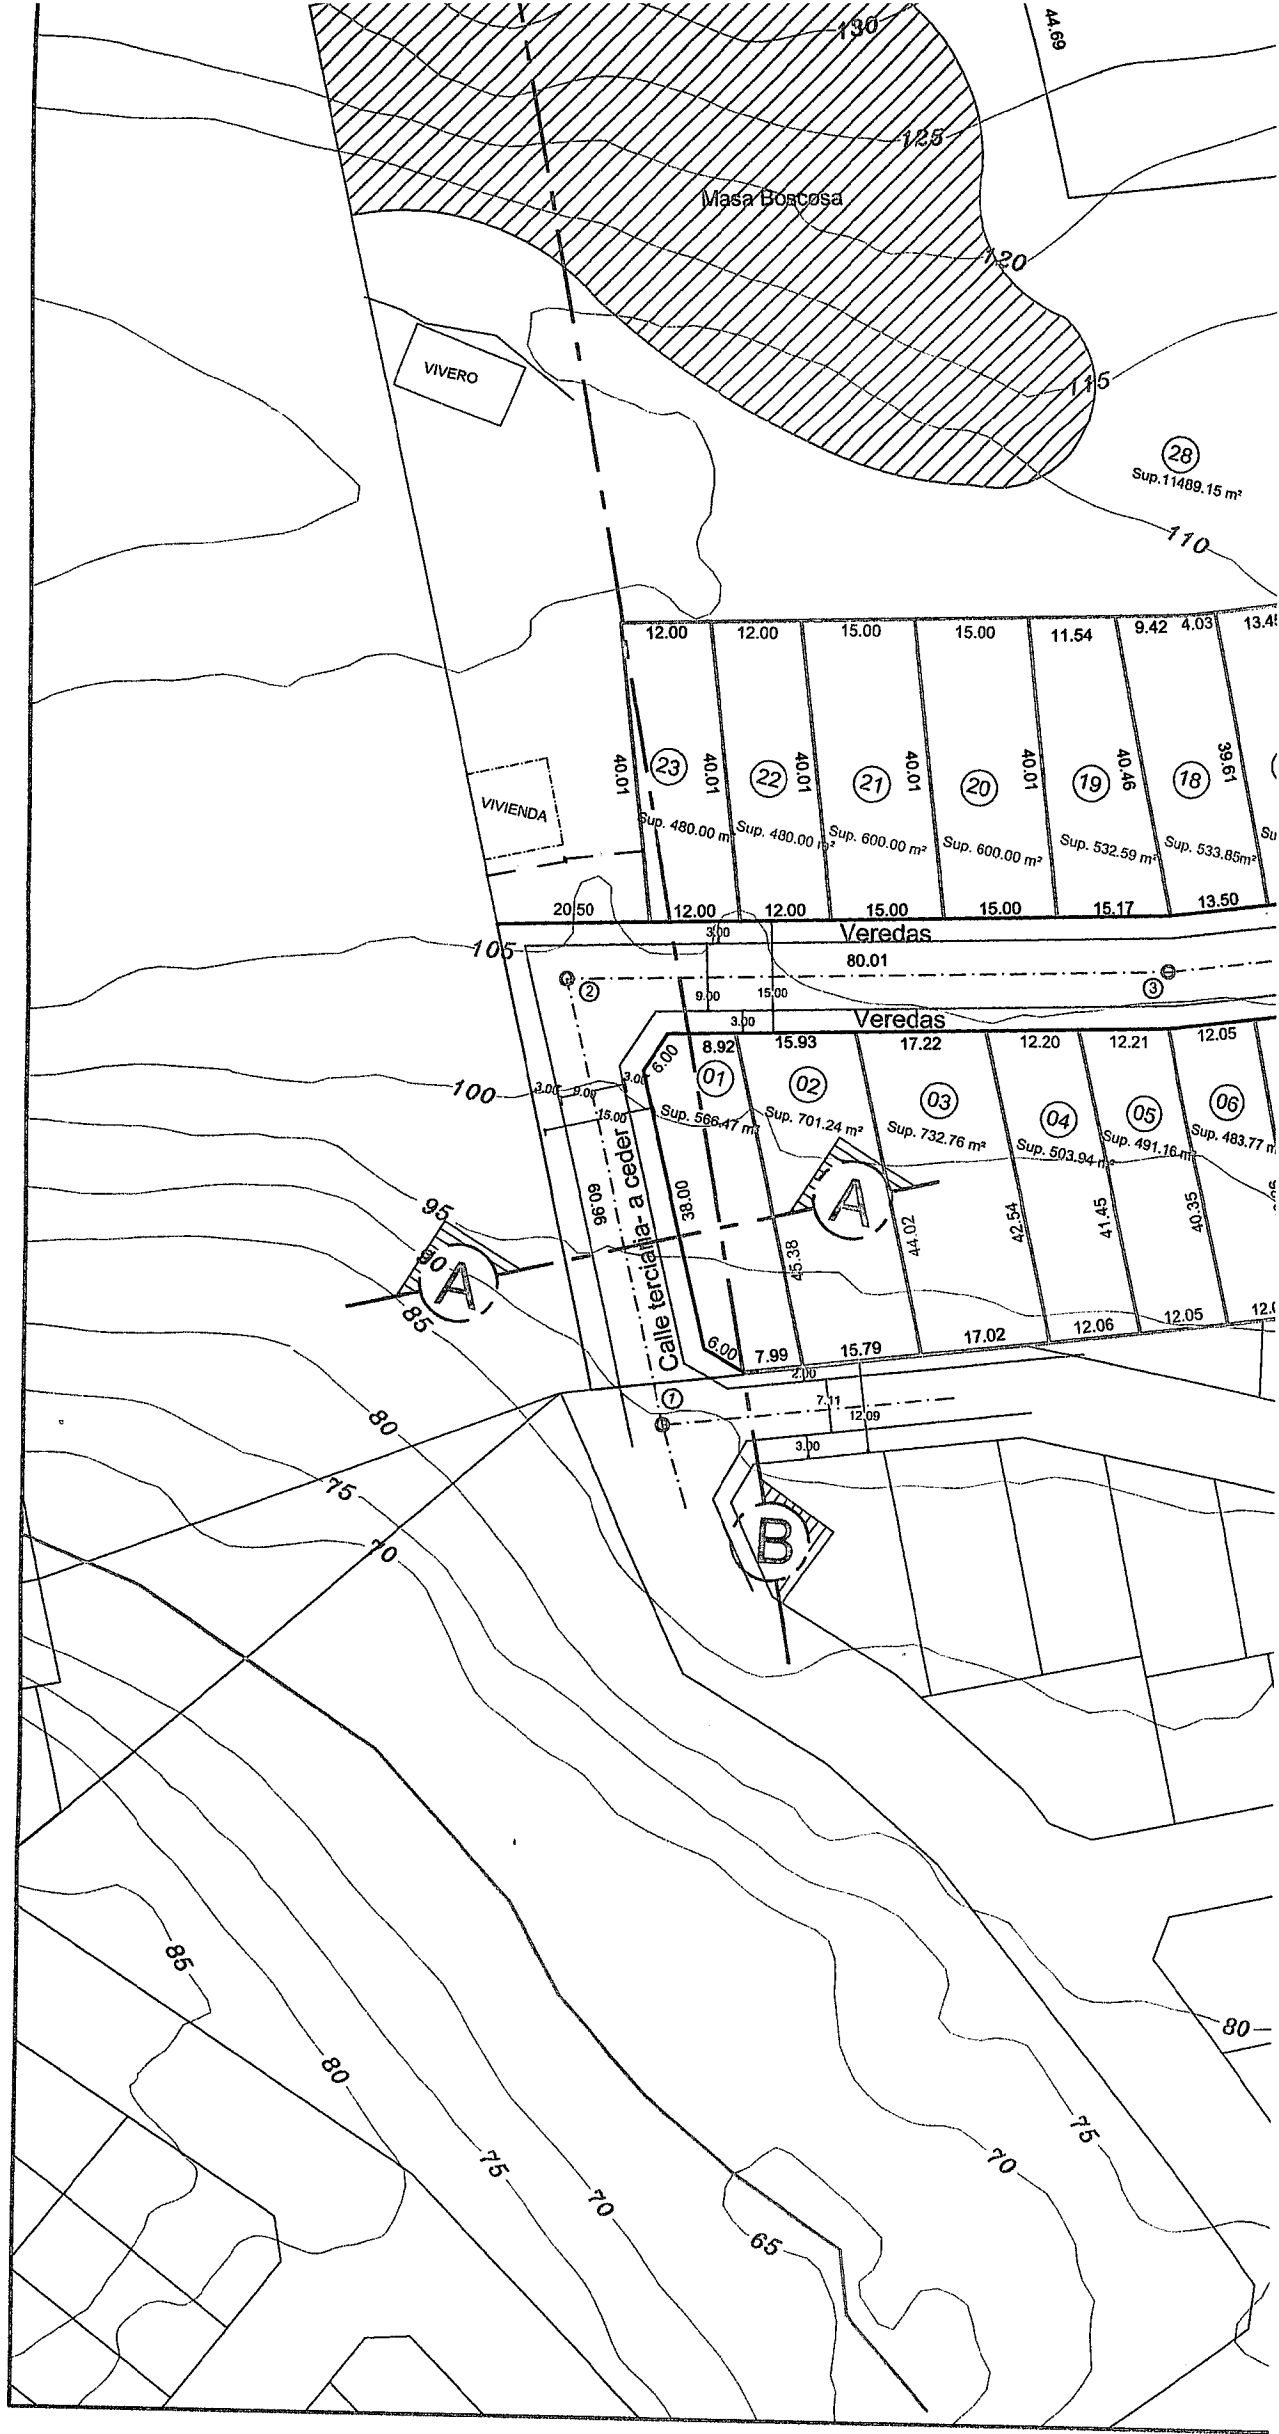 130
44.69
125
Masa Boscosa
120
115
VIVERO
28
Sup.11489.15 m²
110
12.00 12.00 15.00 15.00 11.54 9.42 4.03
40.01 23 40.01 22 40.01 21 40.01 20 40.01 19 40.46 18 39.61
VIVIENDA
Sup. 480.00 m² Sup. 480.00 m² Sup. 600.00 m² Sup. 600.00 m² Sup. 532.59 m² Sup. 533.85m²
20.50 12.00 12.00 15.00 15.00 15.17 13.50
3.00 Veredas
105
80.01
2 3
9.00 15.00
3.00 Veredas
6.00 8.92 15.93 17.22 12.20 12.21 12.05
01 02 03 04 05 06
100 3.00 9.00 3.00
15.00
Sup. 566.47 m² Sup. 701.24 m² Sup. 732.76 m² Sup. 503.94 m² Sup. 491.16 m² Sup. 483.77 m
60.96
Calle terciaria- a ceder
38.00 45.38 44.02 42.54 41.45 40.35
A
95
90
A
85
6.00 7.99 15.79 17.02 12.06 12.05
2.00
1
7.11
12.09
3.00
80
75
70
B
85
80
80
75
75
70
70
65